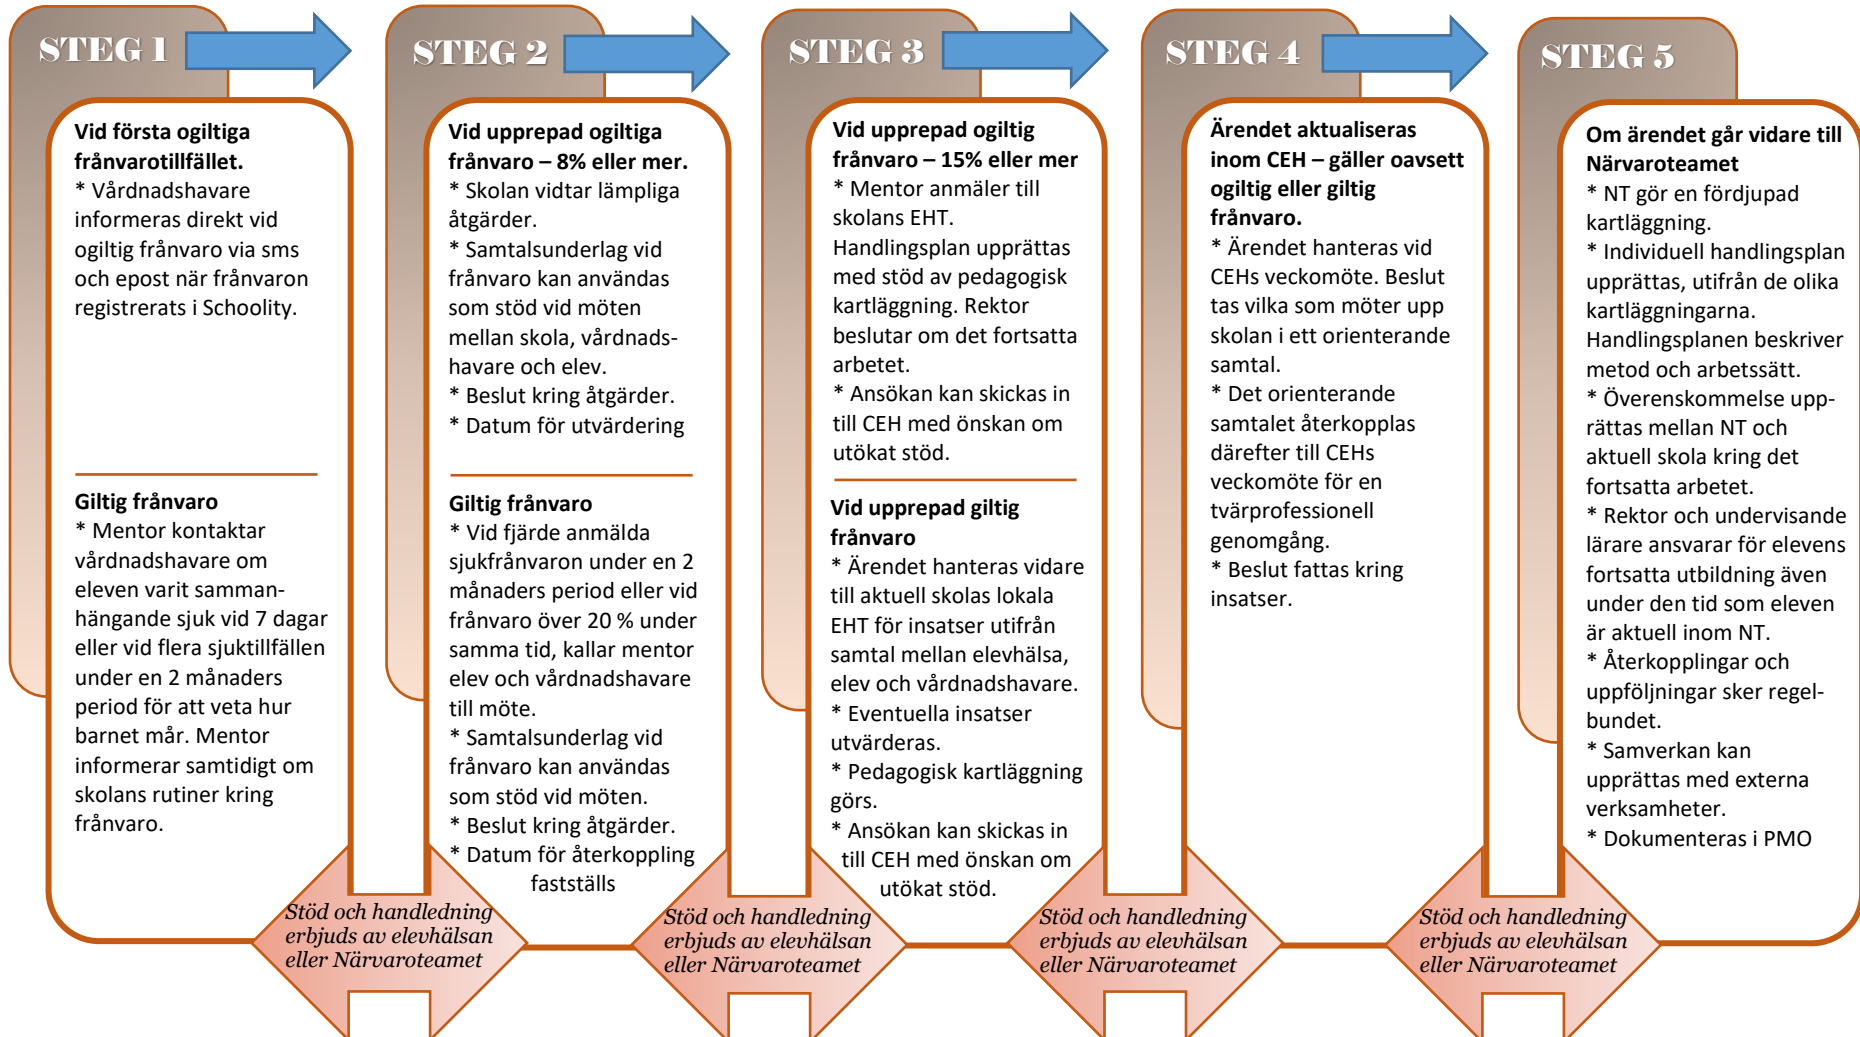 STEG 1
Vid första ogiltiga
frånvarotillfället.
* Vårdnadshavare
informeras direkt vid
ogiltig frånvaro via sms
och epost när frånvaron
registrerats i Schoolity.
Giltig frånvaro
* Mentor kontaktar
vårdnadshavare om
eleven varit samman-
hängande sjuk vid 7 dagar
eller vid flera sjuktillfällen
under en 2 månaders
period för att veta hur
barnet mår. Mentor
informerar samtidigt om
skolans rutiner kring
frånvaro.
Stöd och handledning
erbjuds av elevhälsan
eller Närvaroteamet
STEG 2
Vid upprepad ogiltiga
frånvaro – 8% eller mer.
* Skolan vidtar lämpliga
åtgärder.
* Samtalsunderlag vid
frånvaro kan användas
som stöd vid möten
mellan skola, vårdnads-
havare och elev.
* Beslut kring åtgärder.
* Datum för utvärdering
Giltig frånvaro
* Vid fjärde anmälda
sjukfrånvaron under en 2
månaders period eller vid
frånvaro över 20 % under
samma tid, kallar mentor
elev och vårdnadshavare
till möte.
* Samtalsunderlag vid
frånvaro kan användas
som stöd vid möten.
* Beslut kring åtgärder.
* Datum för återkoppling
fastställs
Stöd och handledning
erbjuds av elevhälsan
eller Närvaroteamet
STEG 3
Vid upprepad ogiltig
frånvaro – 15% eller mer
* Mentor anmäler till
skolans EHT.
Handlingsplan upprättas
med stöd av pedagogisk
kartläggning. Rektor
beslutar om det fortsatta
arbetet.
* Ansökan kan skickas in
till CEH med önskan om
utökat stöd.
Vid upprepad giltig
frånvaro
* Ärendet hanteras vidare
till aktuell skolas lokala
EHT för insatser utifrån
samtal mellan elevhälsa,
elev och vårdnadshavare.
* Eventuella insatser
utvärderas.
* Pedagogisk kartläggning
görs.
* Ansökan kan skickas in
till CEH med önskan om
utökat stöd.
Stöd och handledning
erbjuds av elevhälsan
eller Närvaroteamet
STEG 4
Ärendet aktualiseras
inom CEH – gäller oavsett
ogiltig eller giltig
frånvaro.
* Ärendet hanteras vid
CEHs veckomöte. Beslut
tas vilka som möter upp
skolan i ett orienterande
samtal.
* Det orienterande
samtalet återkopplas
därefter till CEHs
veckomöte för en
tvärprofessionell
genomgång.
* Beslut fattas kring
insatser.
Stöd och handledning
erbjuds av elevhälsan
eller Närvaroteamet
STEG 5
Om ärendet går vidare till
Närvaroteamet
* NT gör en fördjupad
kartläggning.
* Individuell handlingsplan
upprättas, utifrån de olika
kartläggningarna.
Handlingsplanen beskriver
metod och arbetssätt.
* Överenskommelse upp-
rättas mellan NT och
aktuell skola kring det
fortsatta arbetet.
* Rektor och undervisande
lärare ansvarar för elevens
fortsatta utbildning även
under den tid som eleven
är aktuell inom NT.
* Återkopplingar och
uppföljningar sker regel-
bundet.
* Samverkan kan
upprättas med externa
verksamheter.
* Dokumenteras i PMO